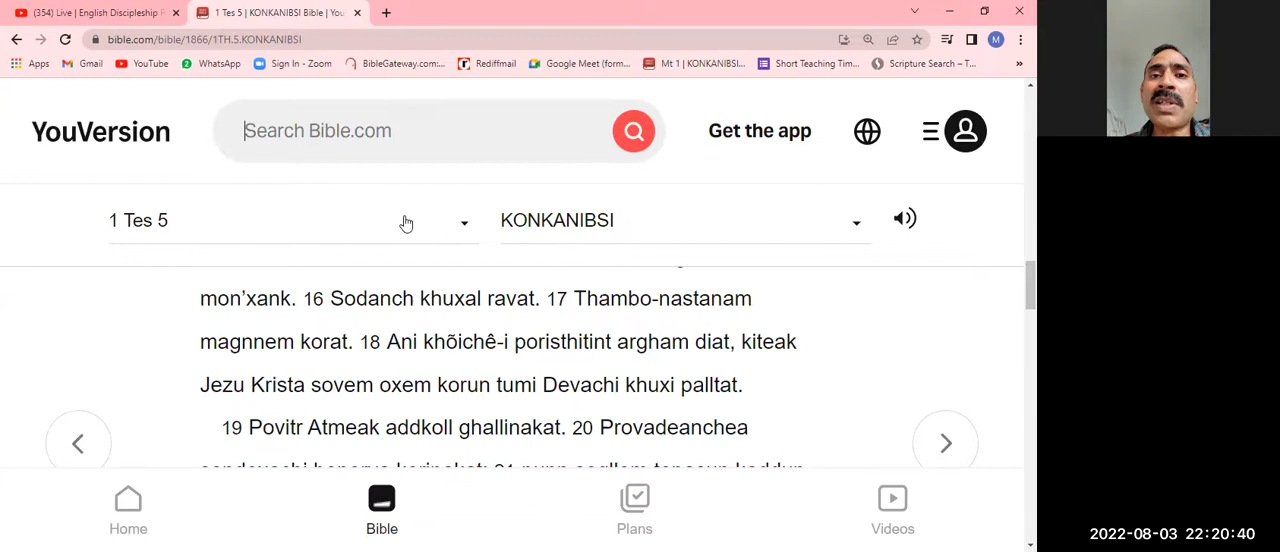 (354) Live | English Discipleship
1 Tes 5 | KONKANIBSI Bible | You
bible.com/bible/1866/1TH.5.KONKANIBSI
M
Apps Gmail YouTube WhatsApp Sign In - Zoom BibleGateway.com:... Rediffmail Google Meet (form... Mt 1 | KONKANIBSI... Short Teaching Tim... Scripture Search – T...
YouVersion
Search Bible.com
Get the app
1 Tes 5
KONKANIBSI
mon’xank. 16 Sodanch khuxal ravat. 17 Thambo-nastanam
magnnem korat. 18 Ani khõichê-i poristhitint argham diat, kiteak
Jezu Krista sovem oxem korun tumi Devachi khuxi palltat.
19 Povitr Atmeak addkoll ghallinakat. 20 Provadeanchea
Home
Bible
Plans
Videos
2022-08-03 22:20:40